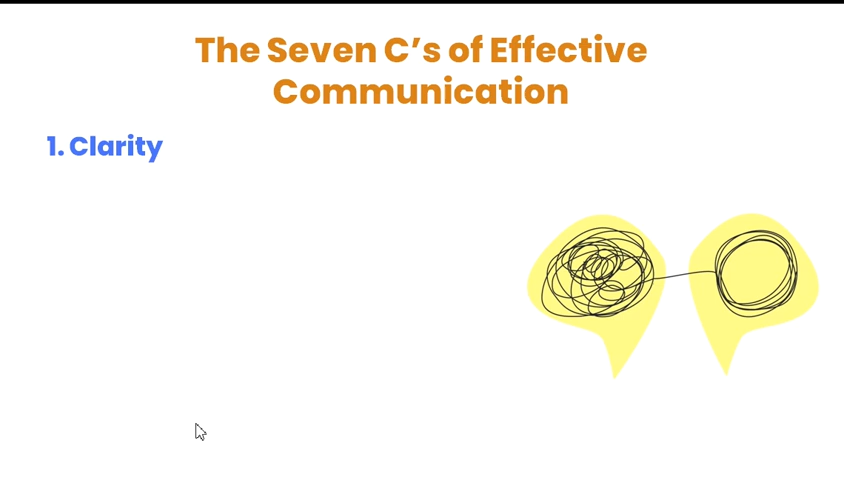 The Seven C’s of Effective
Communication
1. Clarity